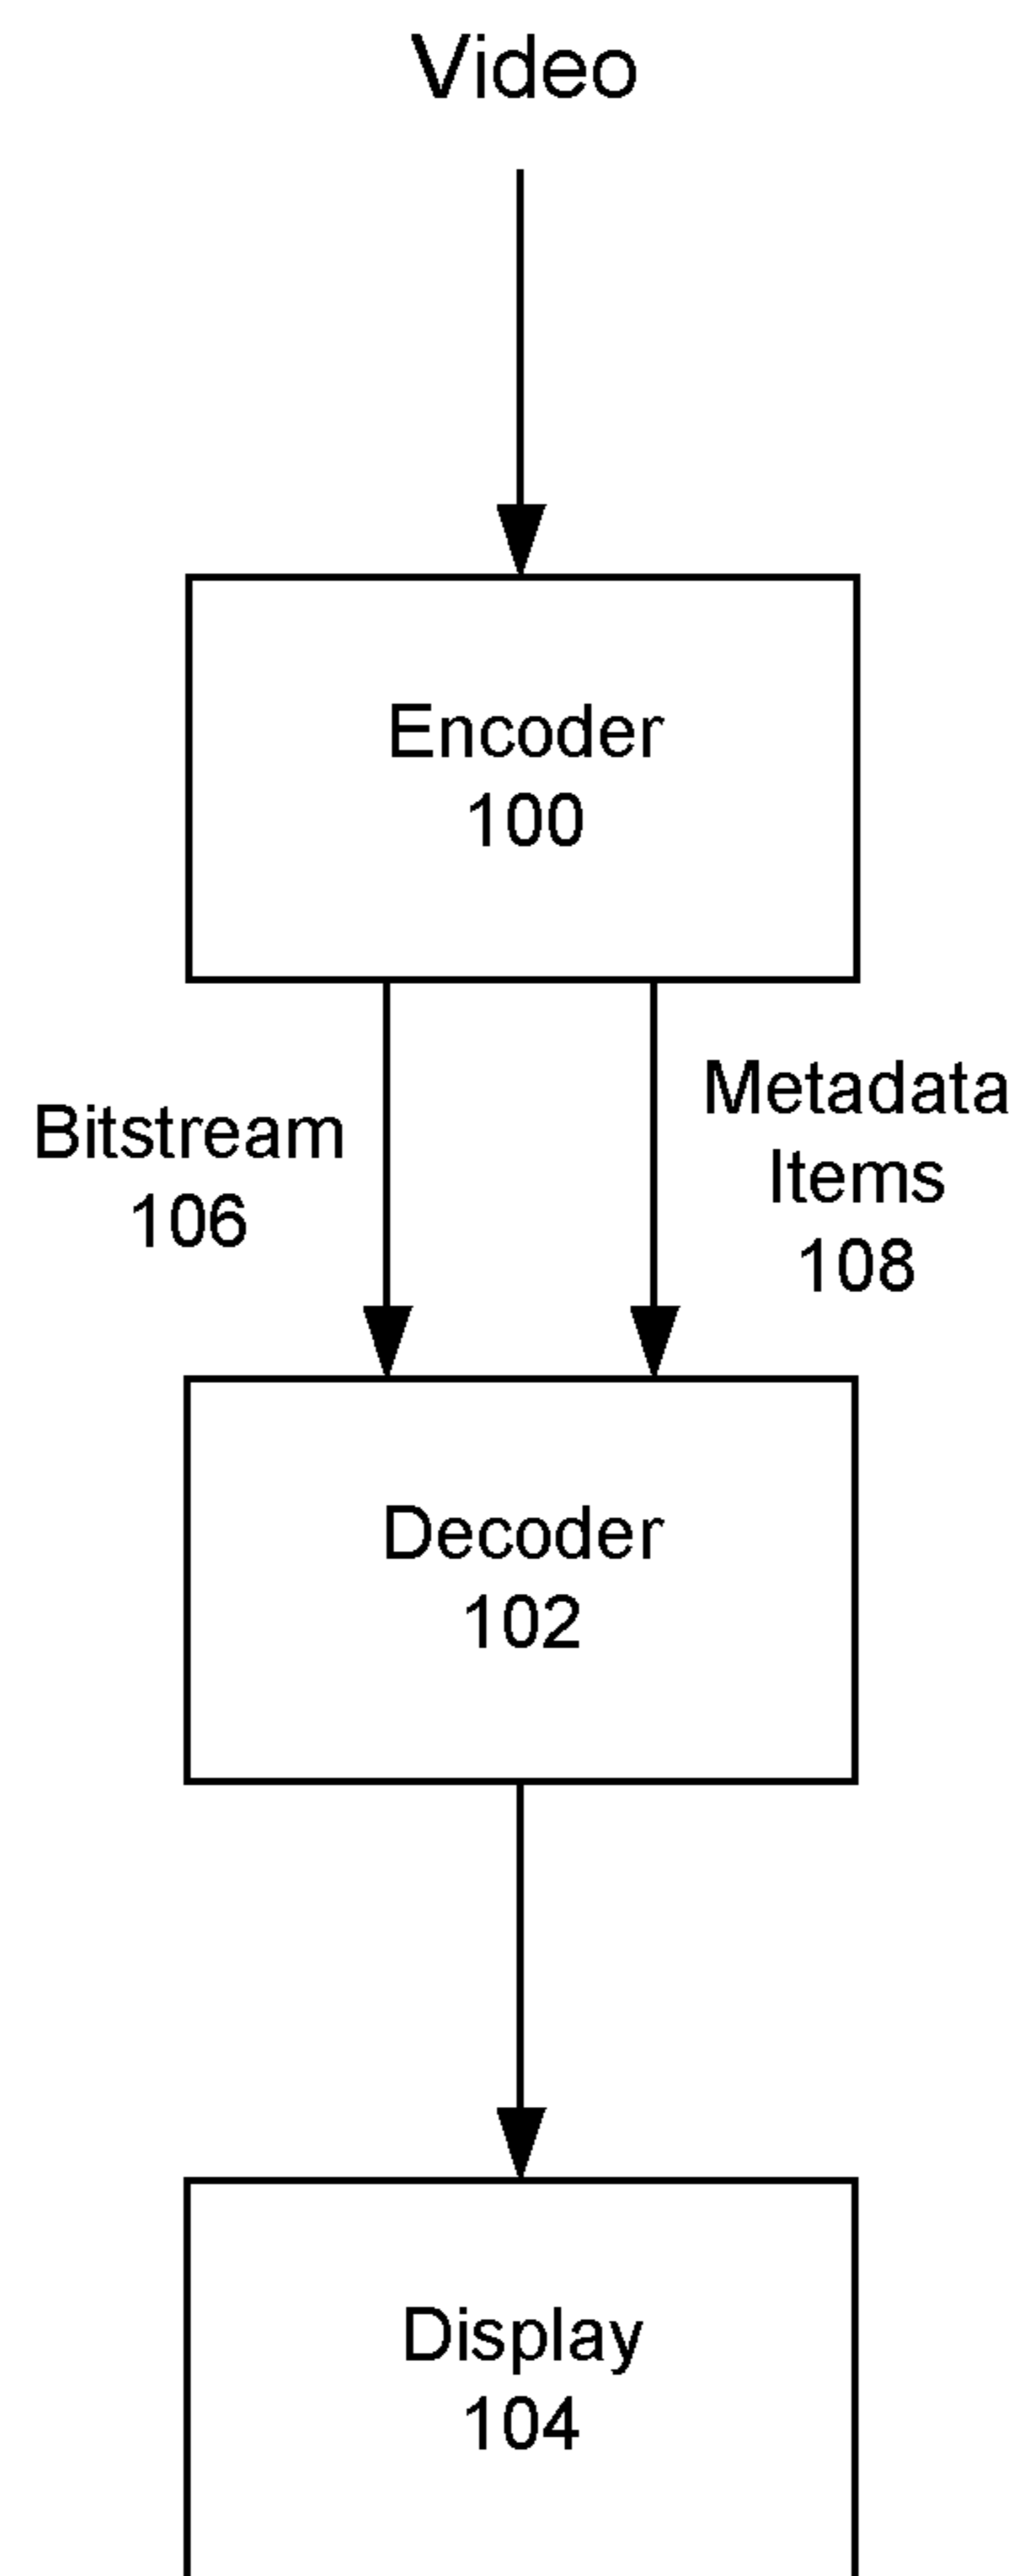 Video
Encoder
100
Bitstream
106
Metadata
Items
108
Decoder
102
Display
104